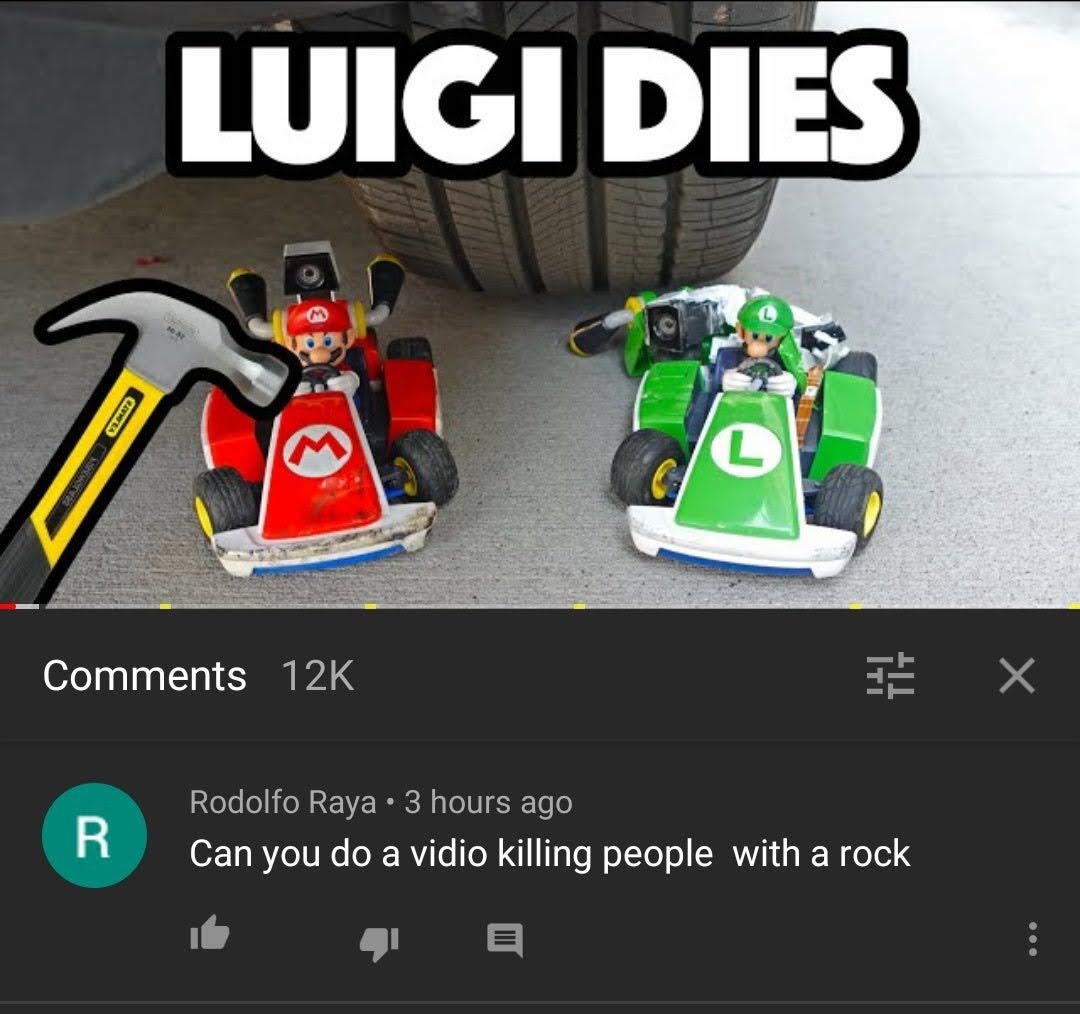 LUIGI DIES
M
L
M
L
Comments 12K
R
Rodolfo Raya • 3 hours ago
Can you do a vidio killing people with a rock